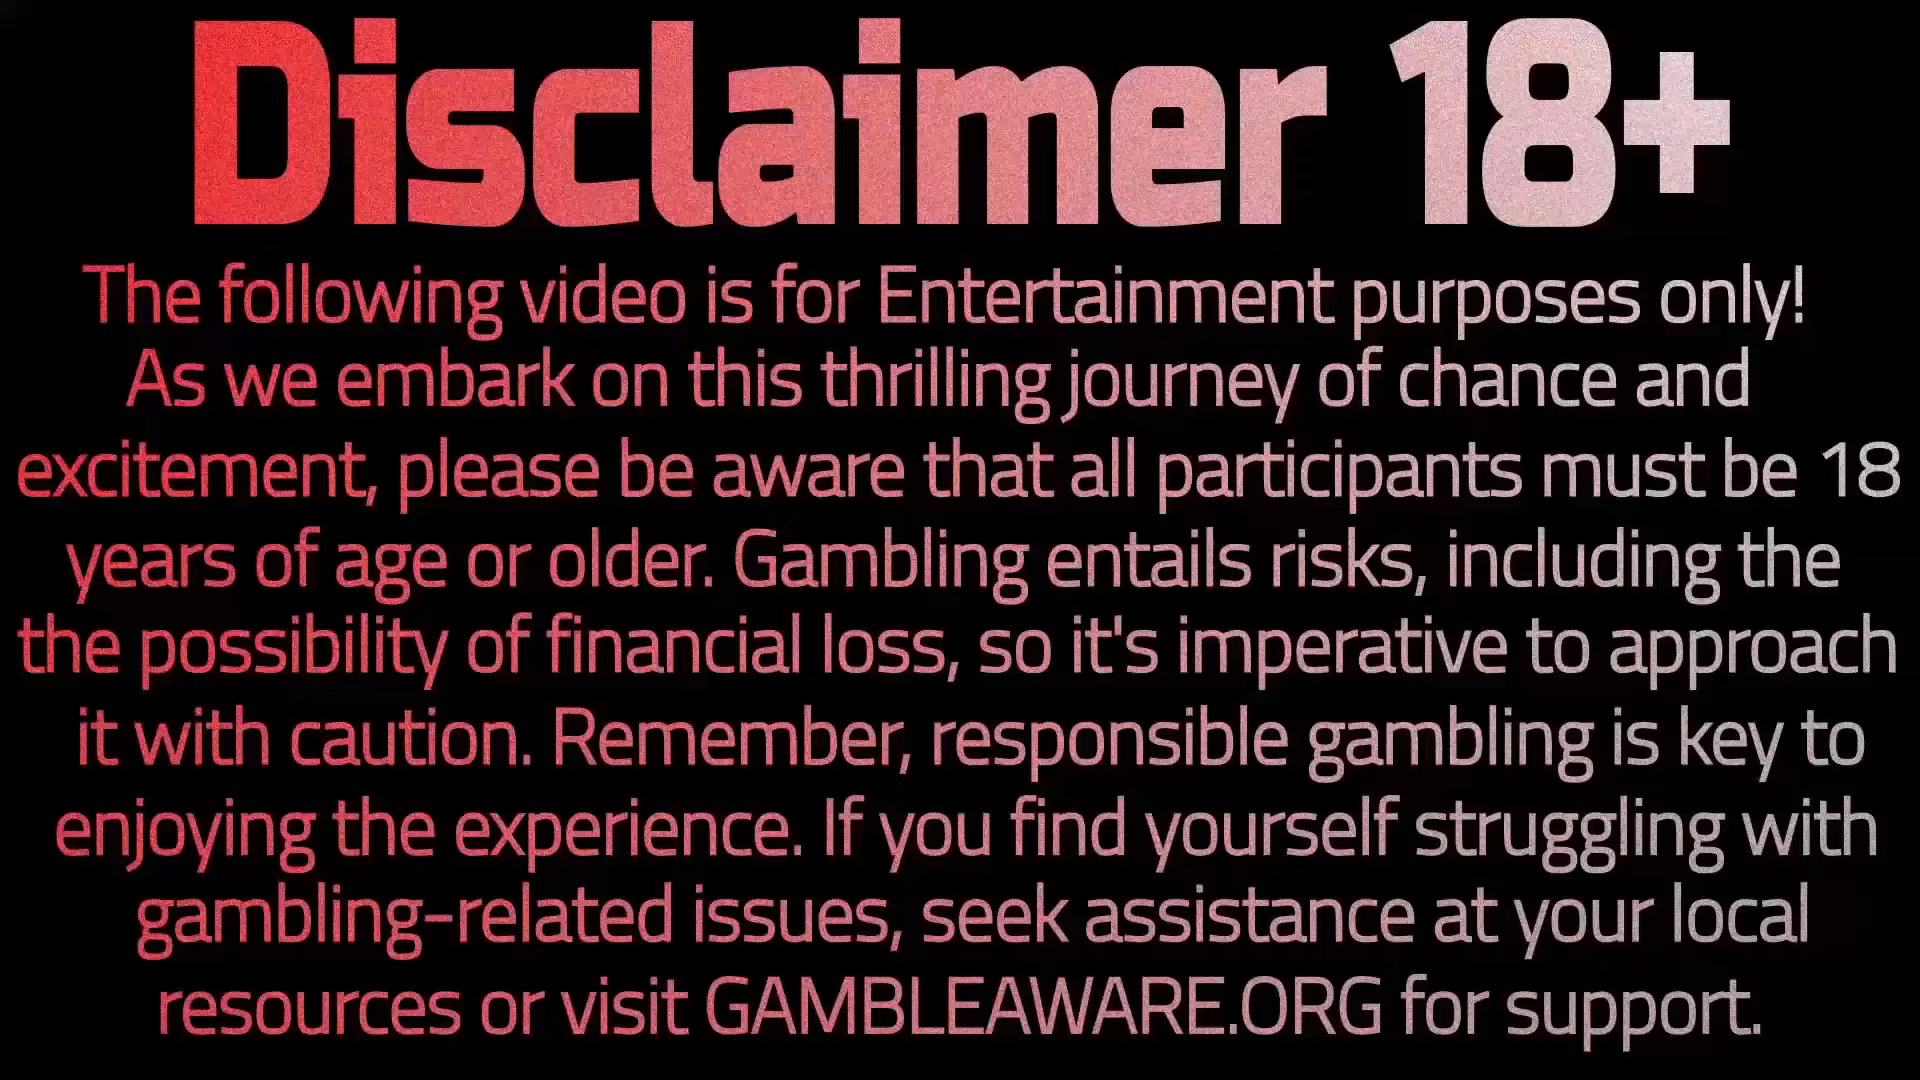 Disclaimer 18+
The following video is for Entertainment purposes only!
As we embark on this thrilling journey of chance and
excitement, please be aware that all participants must be 18
years of age or older. Gambling entails risks, including the
the possibility of financial loss, so it's imperative to approach
it with caution. Remember, responsible gambling is key to
enjoying the experience. If you find yourself struggling with
gambling-related issues, seek assistance at your local
resources or visit GAMBLEAWARE.ORG for support.